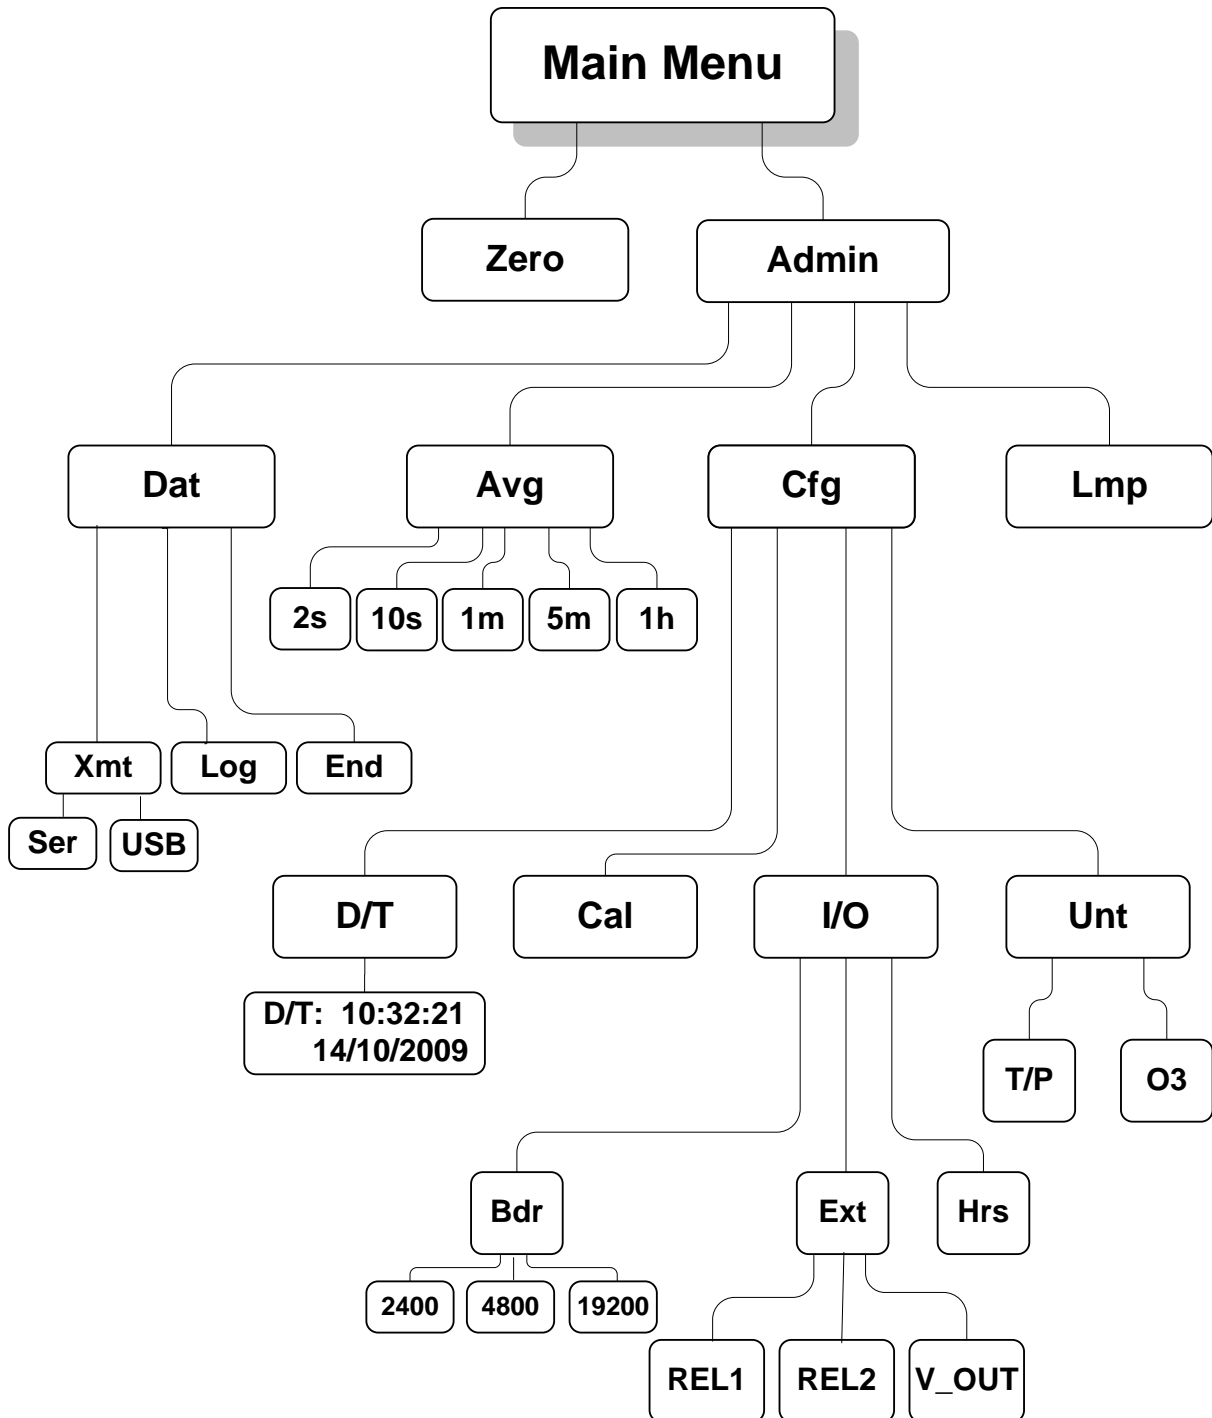 Main Menu
Zero
Admin
Dat
Avg
Cfg
Lmp
2s
10s
1m
5m
1h
Xmt
Log
End
Ser
USB
D/T
Cal
I/O
Unt
D/T: 10:32:21
14/10/2009
T/P
O3
Bdr
Ext
Hrs
2400
4800
19200
REL1
REL2
V_OUT